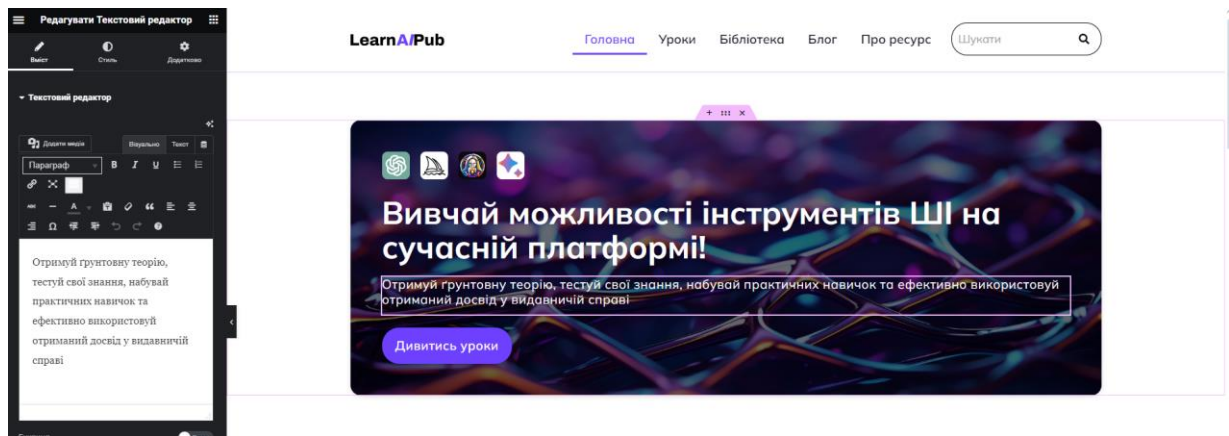 Редагувати Текстовий редактор
Вміст
Стиль
Додатково
Текстовий редактор
Додати медіа
Візуально
Текст
Параграф
B I U
ABC
A
Ω
Отримуй ґрунтовну теорію,
тестуй свої знання, набувай
практичних навичок та
ефективно використовуй
отриманий досвід у видавничій
справі
LearnAIPub
Головна
Уроки
Бібліотека
Блог
Про ресурс
Шукати
Вивчай можливості інструментів ШІ на
сучасній платформі!
Отримуй ґрунтовну теорію, тестуй свої знання, набувай практичних навичок та ефективно використовуй
отриманий досвід у видавничій справі
Дивитись уроки